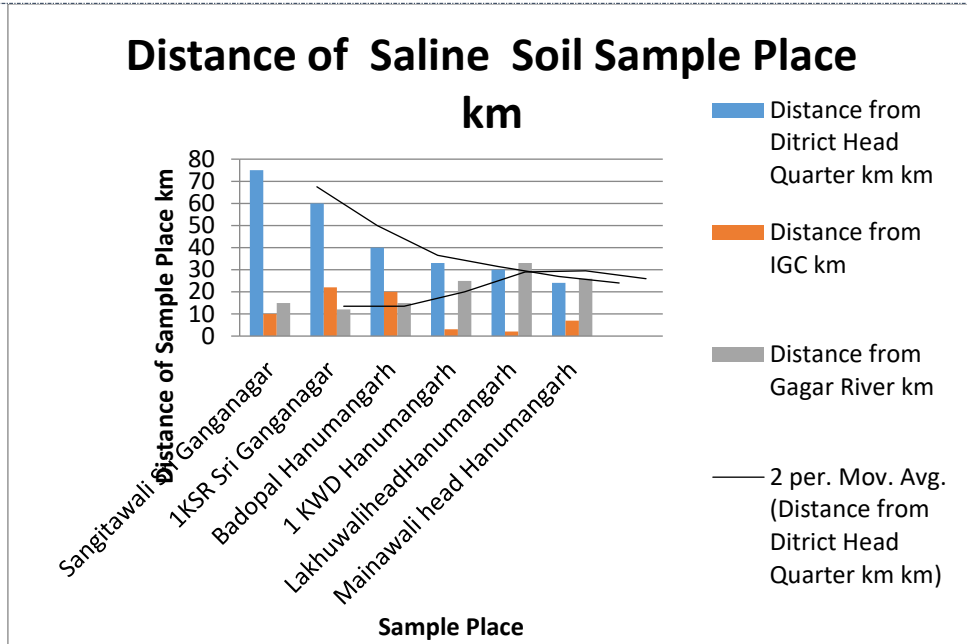 Distance of Saline Soil Sample Place
km
Distance of Sample Place km
80
70
60
50
40
30
20
10
0
Sangitawali Sri Ganganagar
1KSR Sri Ganganagar
Badopal Hanumangarh
1 KWD Hanumangarh
LakhuwaliheadHanumangarh
Mainawali head Hanumangarh
Sample Place
Distance from
Ditrict Head
Quarter km km
Distance from
IGC km
Distance from
Gagar River km
2 per. Mov. Avg.
(Distance from
Ditrict Head
Quarter km km)